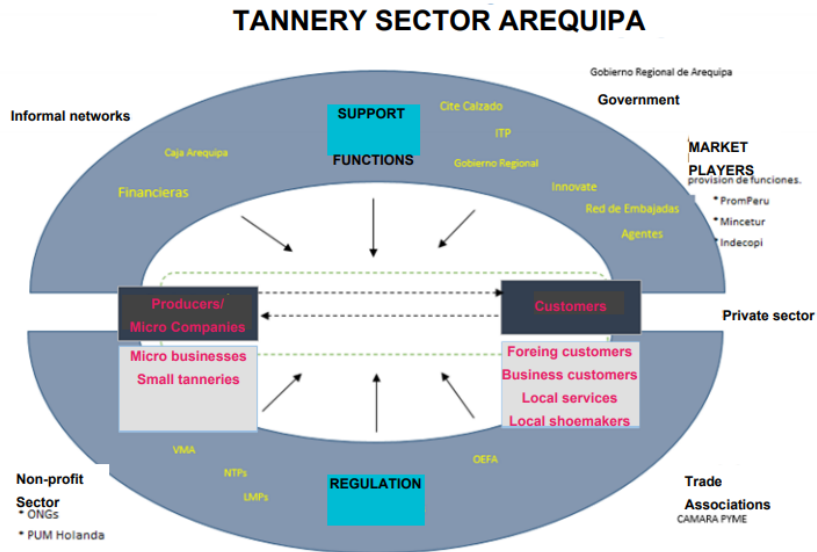 TANNERY SECTOR AREQUIPA
Gobierno Regional de Arequipa
Government
Informal networks
SUPPORT
FUNCTIONS
Cite Calzado
ITP
Gobierno Regional
Innovate
Red de Embajadas
Agentes
Caja Arequipa
Financieras
MARKET
PLAYERS
provision de funciones.
* PromPeru
* Mincetur
* Indecopi
Producers/
Micro Companies
Customers
Private sector
Micro businesses
Small tanneries
Foreing customers
Business customers
Local services
Local shoemakers
VMA
NTPs
LMPs
OEFA
REGULATION
Non-profit
Sector
* ONGs
* PUM Holanda
Trade
Associations
CAMARA PYME